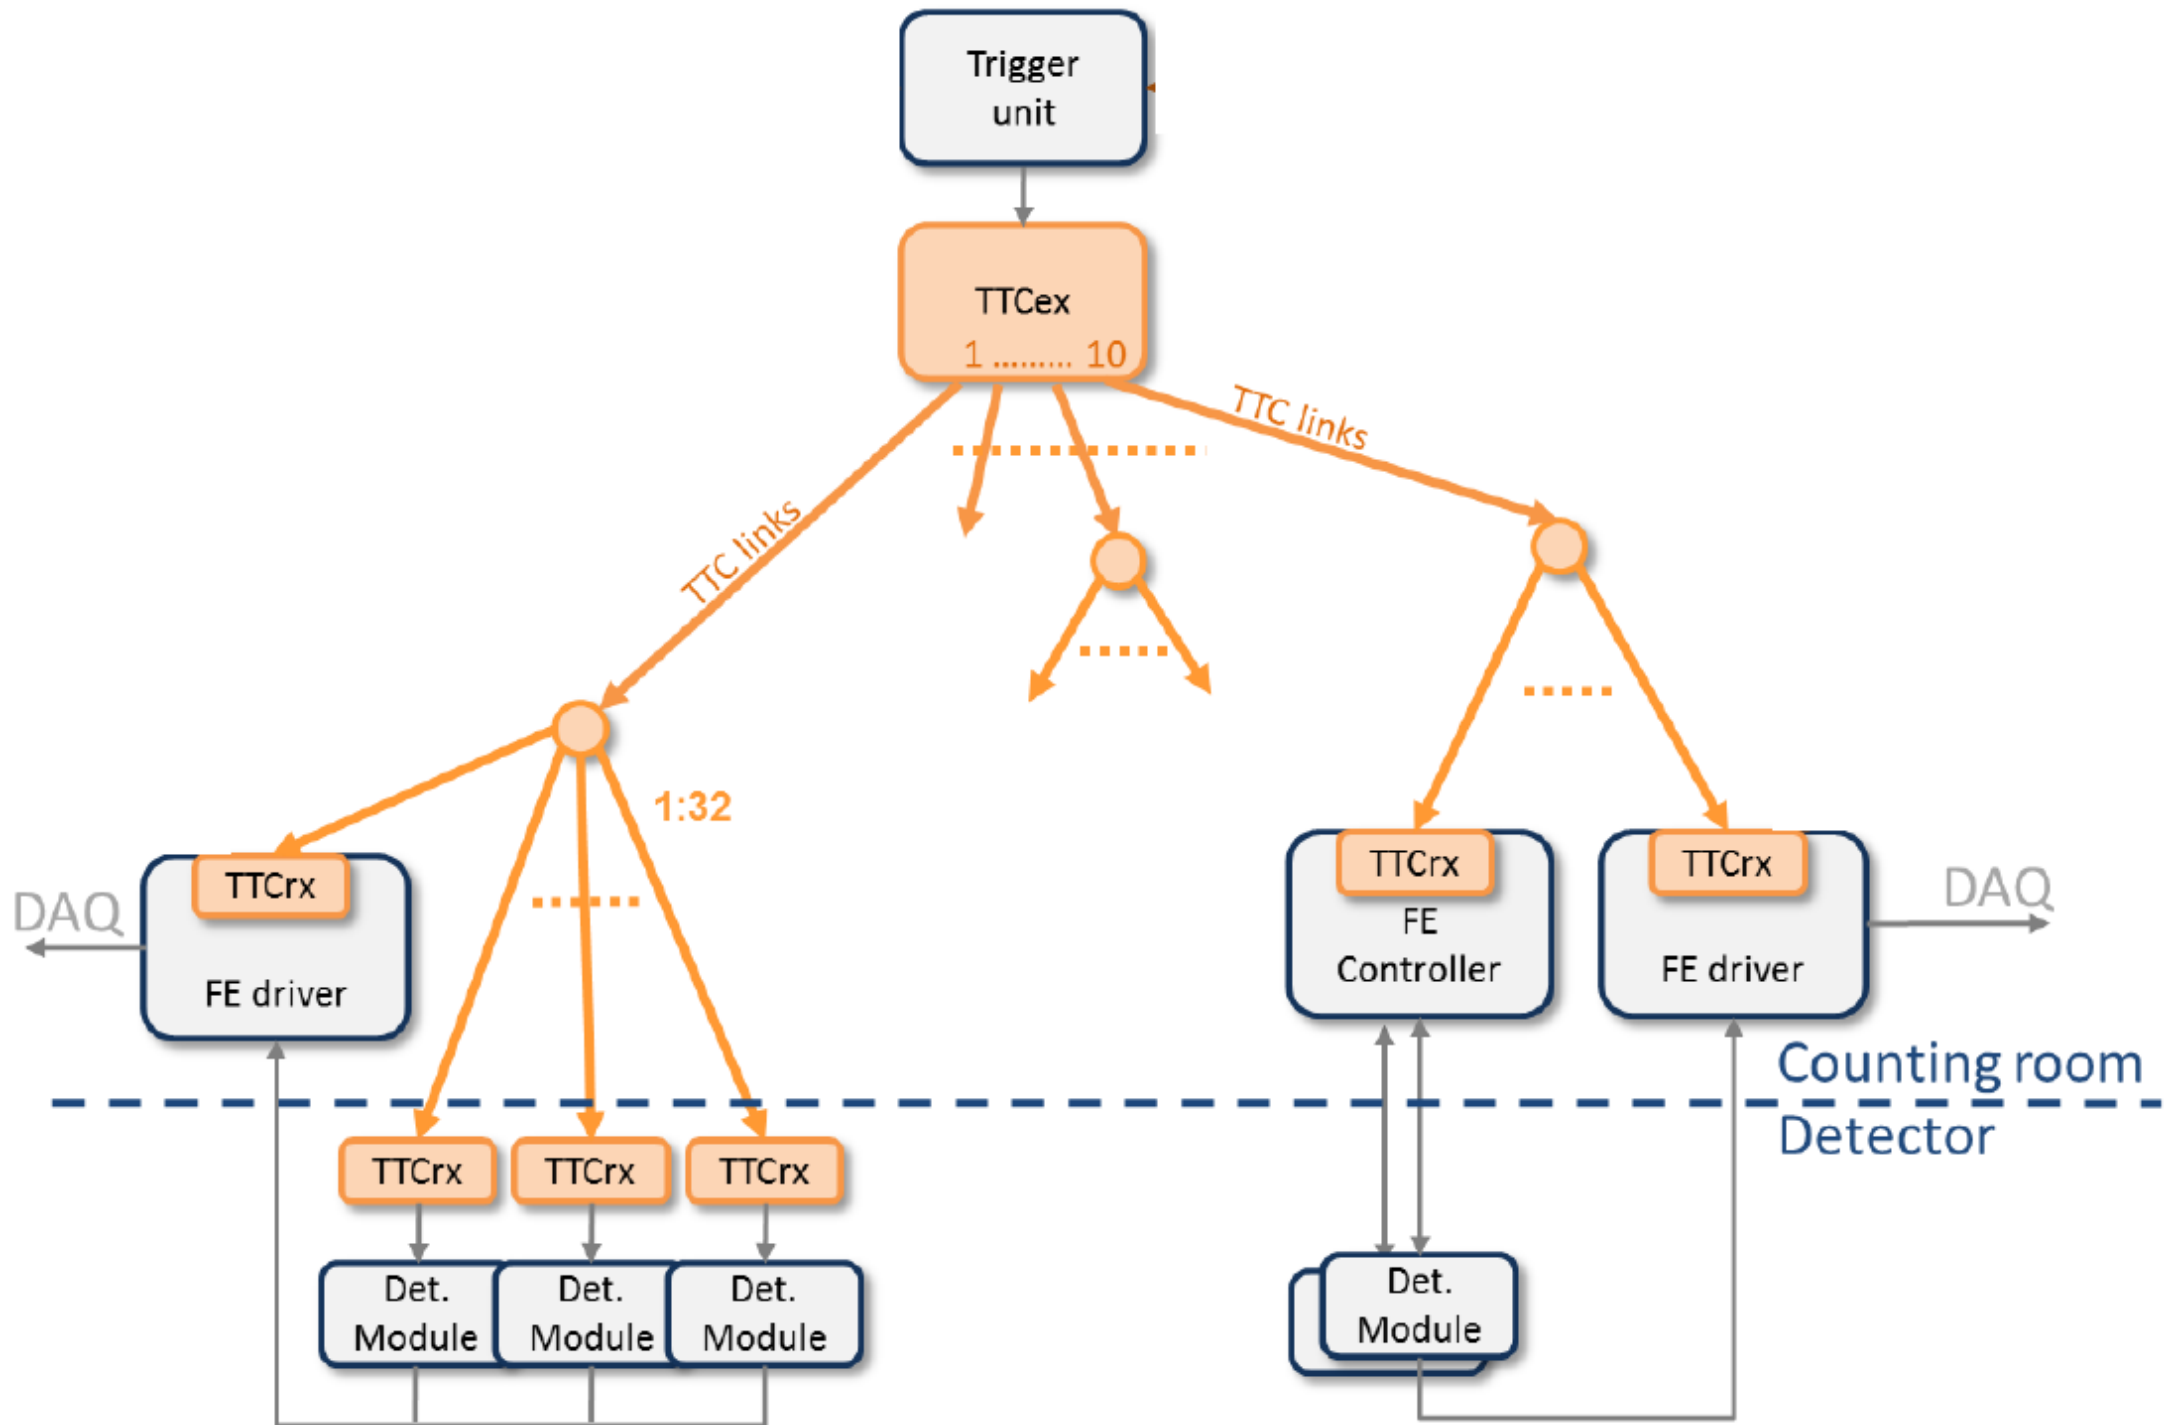 Trigger
unit
TTCex
1 ......... 10
TTC links
TTC links
1:32
TTCrx
FE driver
DAQ
TTCrx
FE
Controller
TTCrx
FE driver
DAQ
Counting room
Detector
TTCrx
TTCrx
TTCrx
Det.
Module
Det.
Module
Det.
Module
Det.
Module